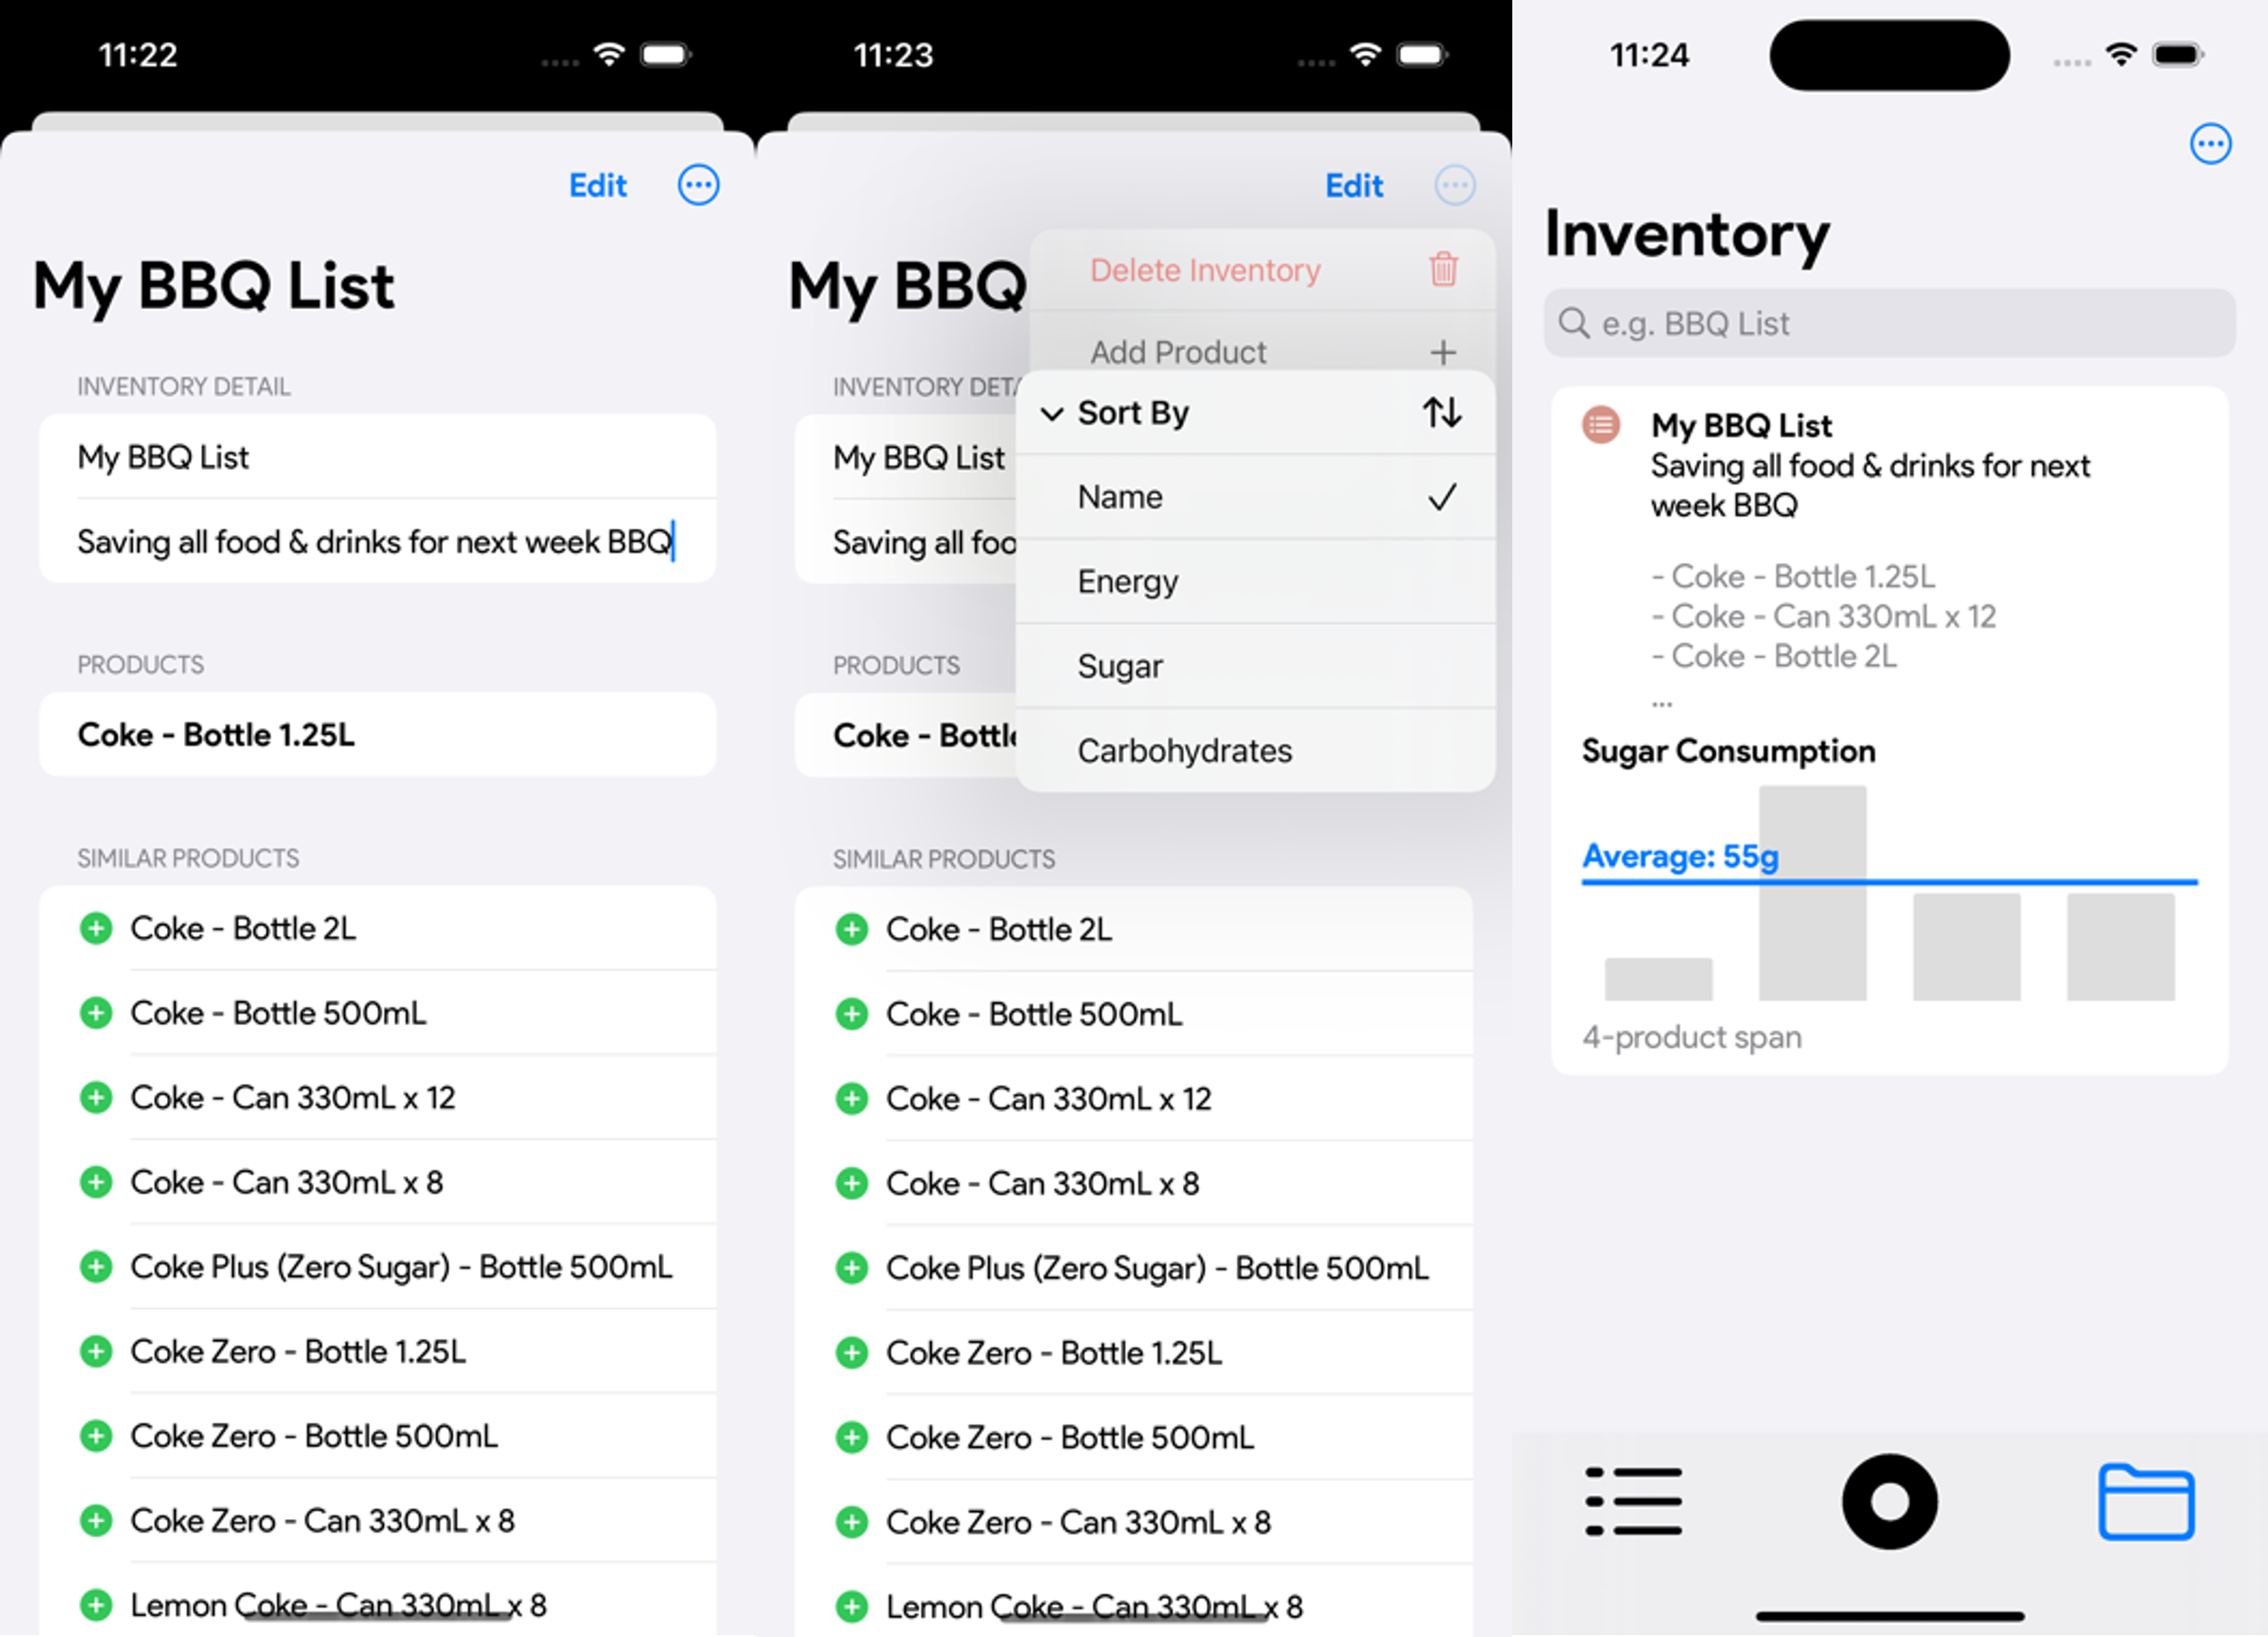 11:22
Edit
My BBQ List
INVENTORY DETAIL
My BBQ List
Saving all food & drinks for next week BBQ
PRODUCTS
Coke - Bottle 1.25L
SIMILAR PRODUCTS
Coke - Bottle 2L
Coke - Bottle 500mL
Coke - Can 330mL x 12
Coke - Can 330mL x 8
Coke Plus (Zero Sugar) - Bottle 500mL
Coke Zero - Bottle 1.25L
Coke Zero - Bottle 500mL
Coke Zero - Can 330mL x 8
Lemon Coke - Can 330mL x 8
11:23
Edit
My BBQ
Delete Inventory
Add Product
Sort By
Name
Energy
Sugar
Carbohydrates
INVENTORY DETA
My BBQ List
Saving all foo
PRODUCTS
Coke - Bottle
SIMILAR PRODUCTS
Coke - Bottle 2L
Coke - Bottle 500mL
Coke - Can 330mL x 12
Coke - Can 330mL x 8
Coke Plus (Zero Sugar) - Bottle 500mL
Coke Zero - Bottle 1.25L
Coke Zero - Bottle 500mL
Coke Zero - Can 330mL x 8
Lemon Coke - Can 330mL x 8
11:24
Inventory
e.g. BBQ List
My BBQ List
Saving all food & drinks for next
week BBQ
- Coke - Bottle 1.25L
- Coke - Can 330mL x 12
- Coke - Bottle 2L
...
Sugar Consumption
Average: 55g
4-product span